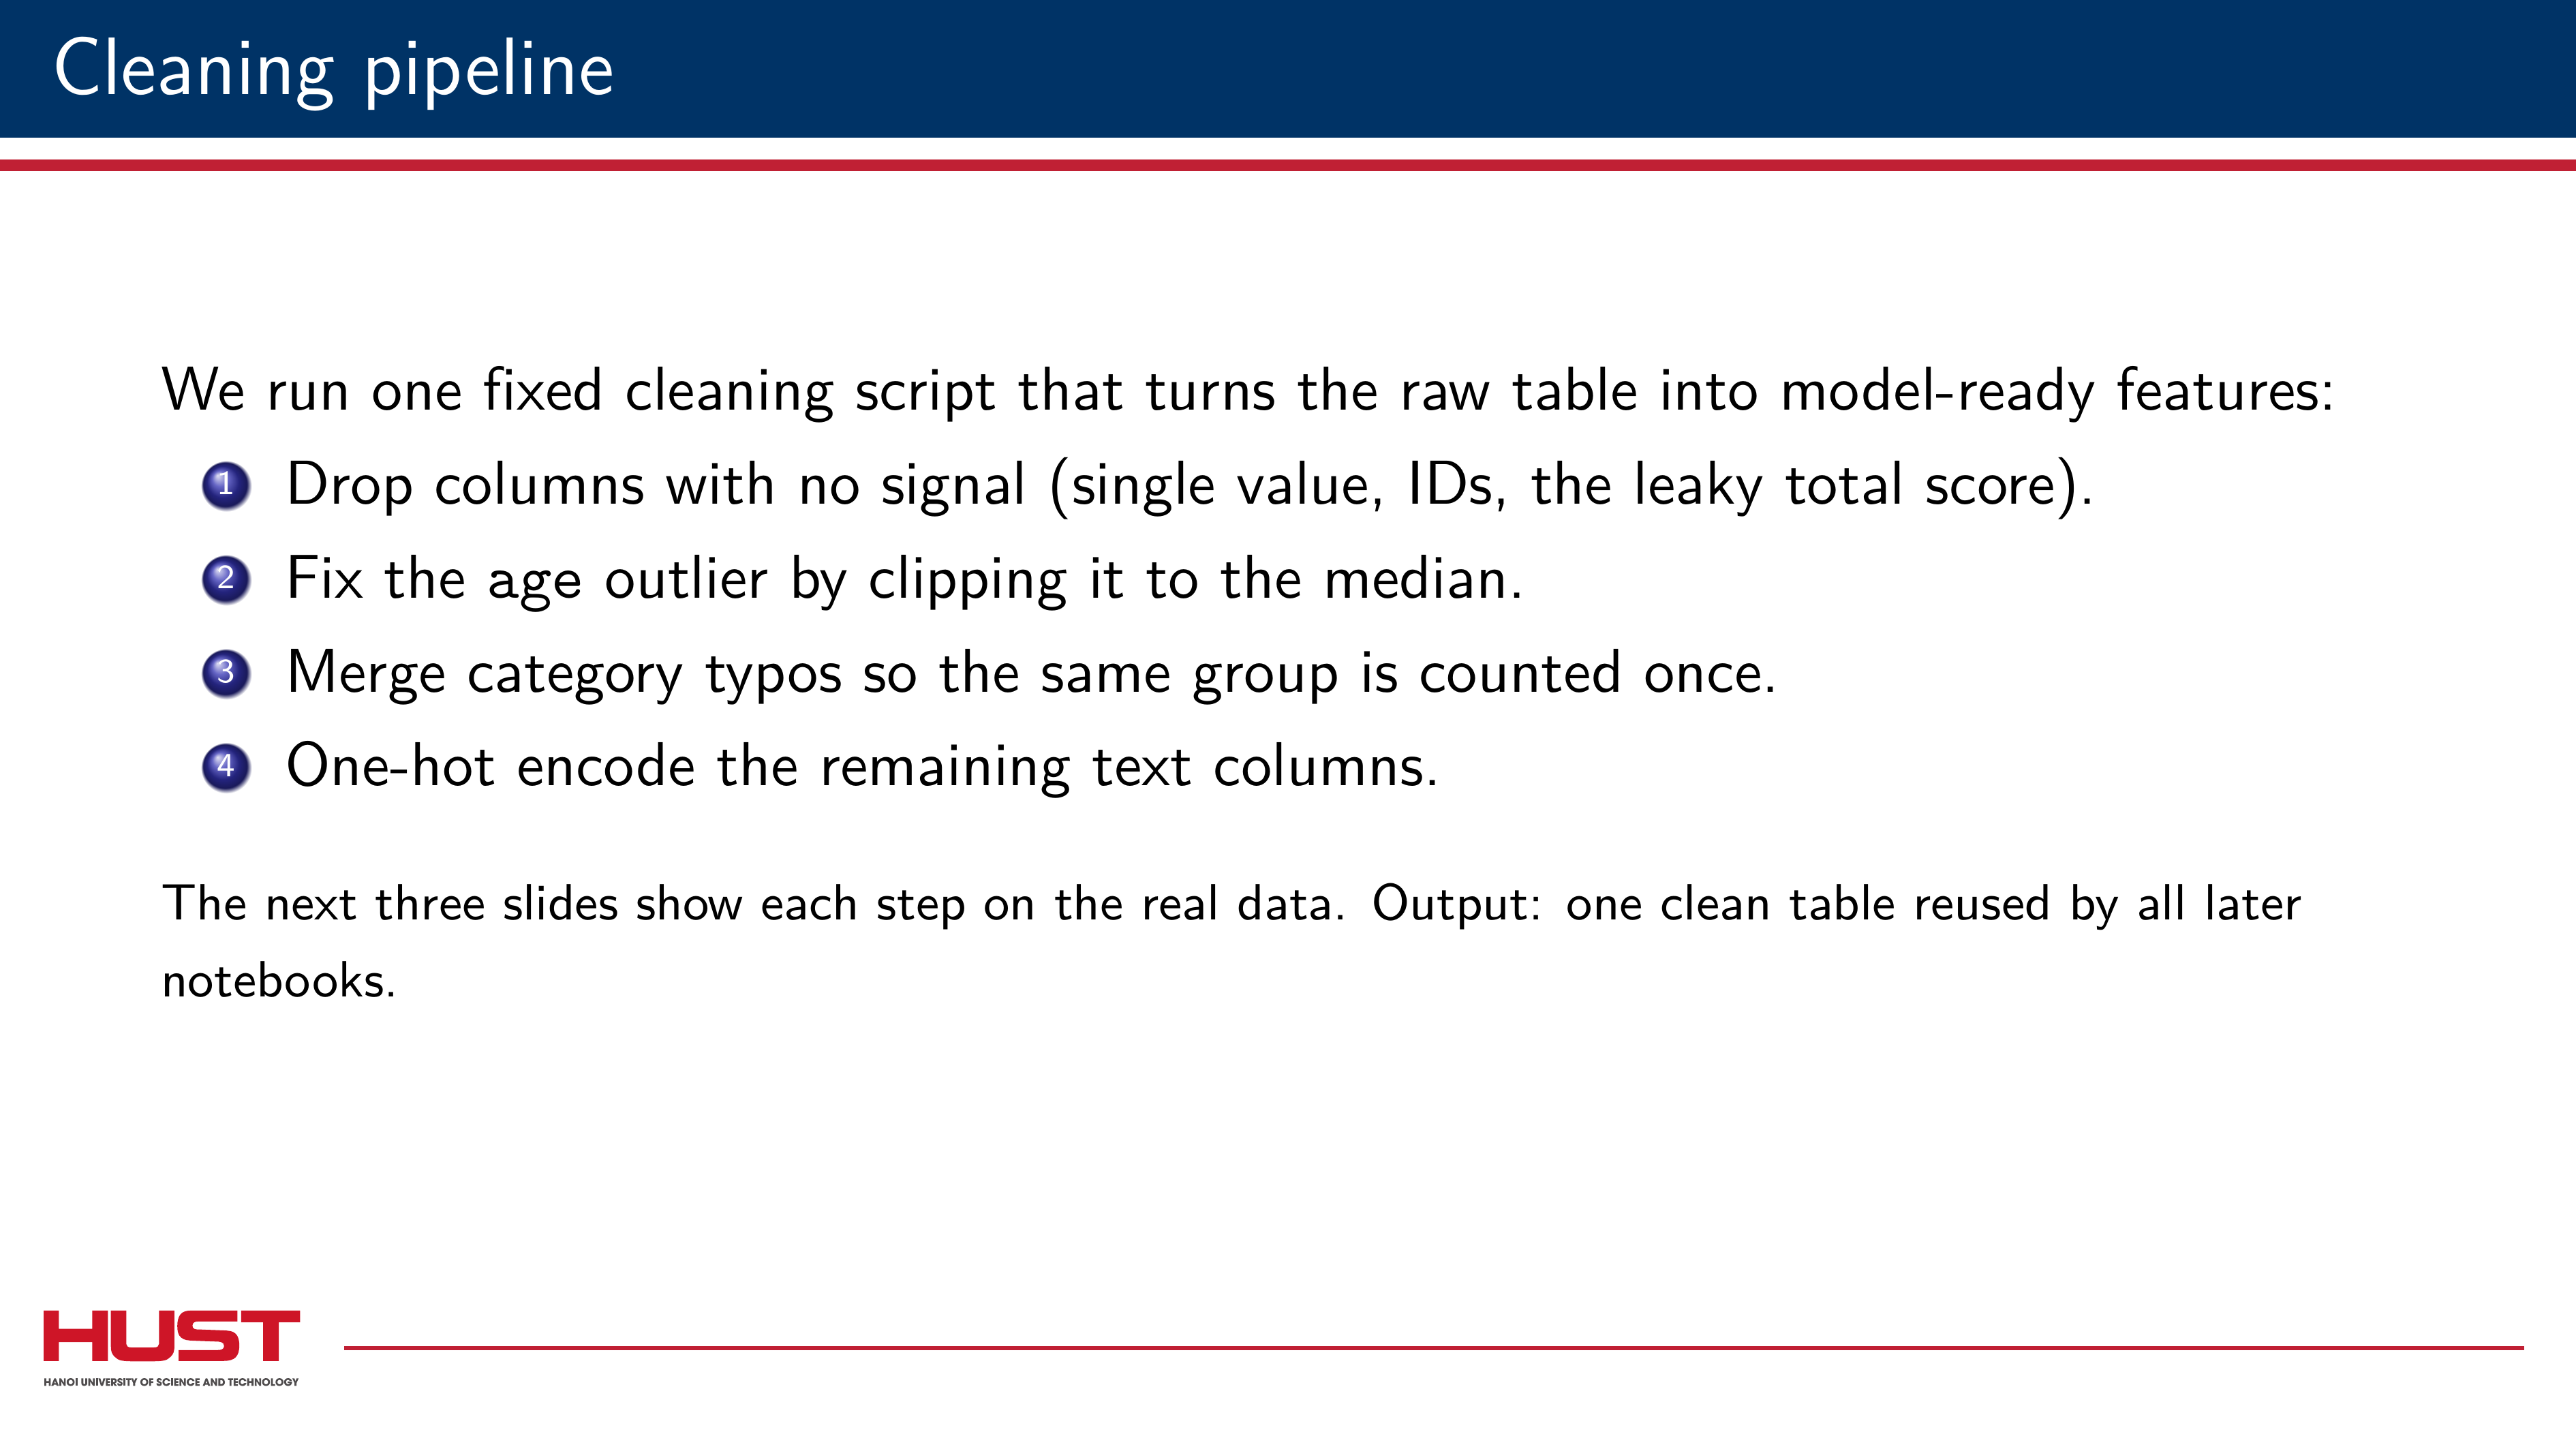 Cleaning pipeline
We run one fixed cleaning script that turns the raw table into model-ready features:
1 Drop columns with no signal (single value, IDs, the leaky total score).
2 Fix the age outlier by clipping it to the median.
3 Merge category typos so the same group is counted once.
4 One-hot encode the remaining text columns.
The next three slides show each step on the real data. Output: one clean table reused by all later
notebooks.
HUST
HANOI UNIVERSITY OF SCIENCE AND TECHNOLOGY